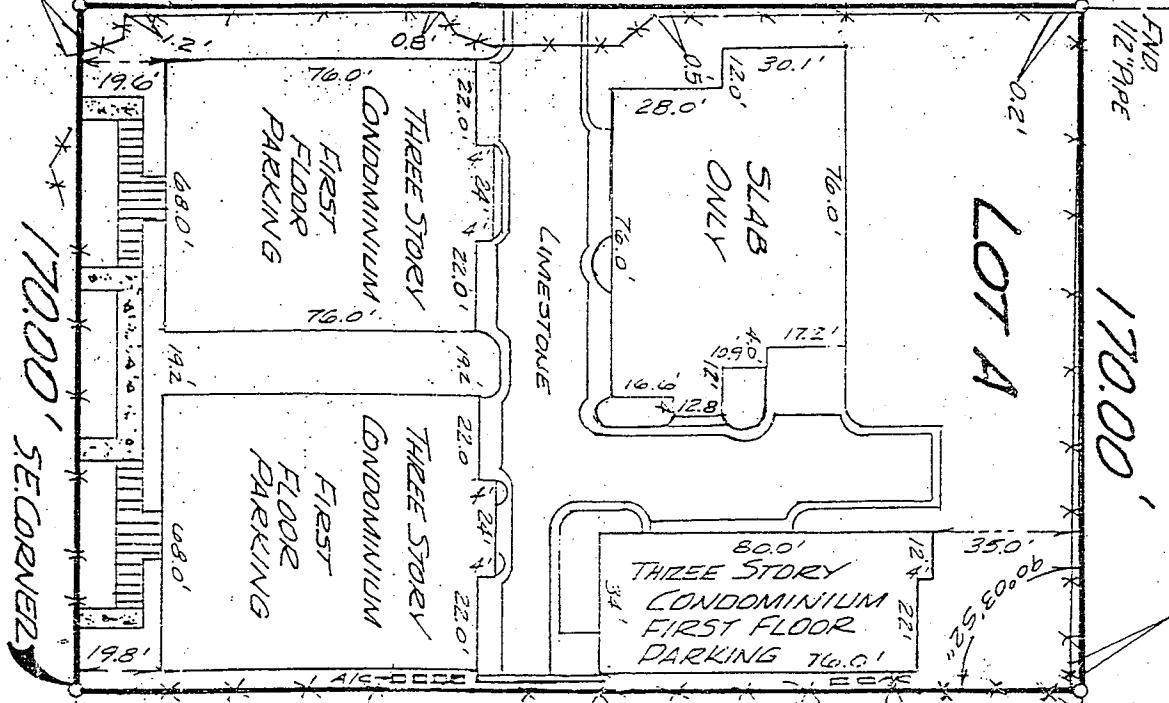 FND.
1/2" PIPE
1.2'
0.8'
0.5'
0.2'
19.6'
76.0'
THREE STORY
CONDOMINIUM
FIRST
FLOOR
PARKING
22.0'
4
24'
4
22.0'
68.0'
76.0'
LIMESTONE
30.1'
12.0'
28.0'
SLAB
ONLY
76.0'
76.0'
17.2'
4.0'
10.90'
12'
16.6'
4
12.8
LOT A
170.00'
170.00'
S.E. CORNER
19.2'
19.2
THREE STORY
CONDOMINIUM
FIRST
FLOOR
PARKING
22.0
4'
24'
4'
22.0'
68.0'
19.8'
A/C
80.0'
THREE STORY
CONDOMINIUM
FIRST FLOOR
PARKING 76.0'
34'
12'
4'
22'
35.0'
90°03'52"